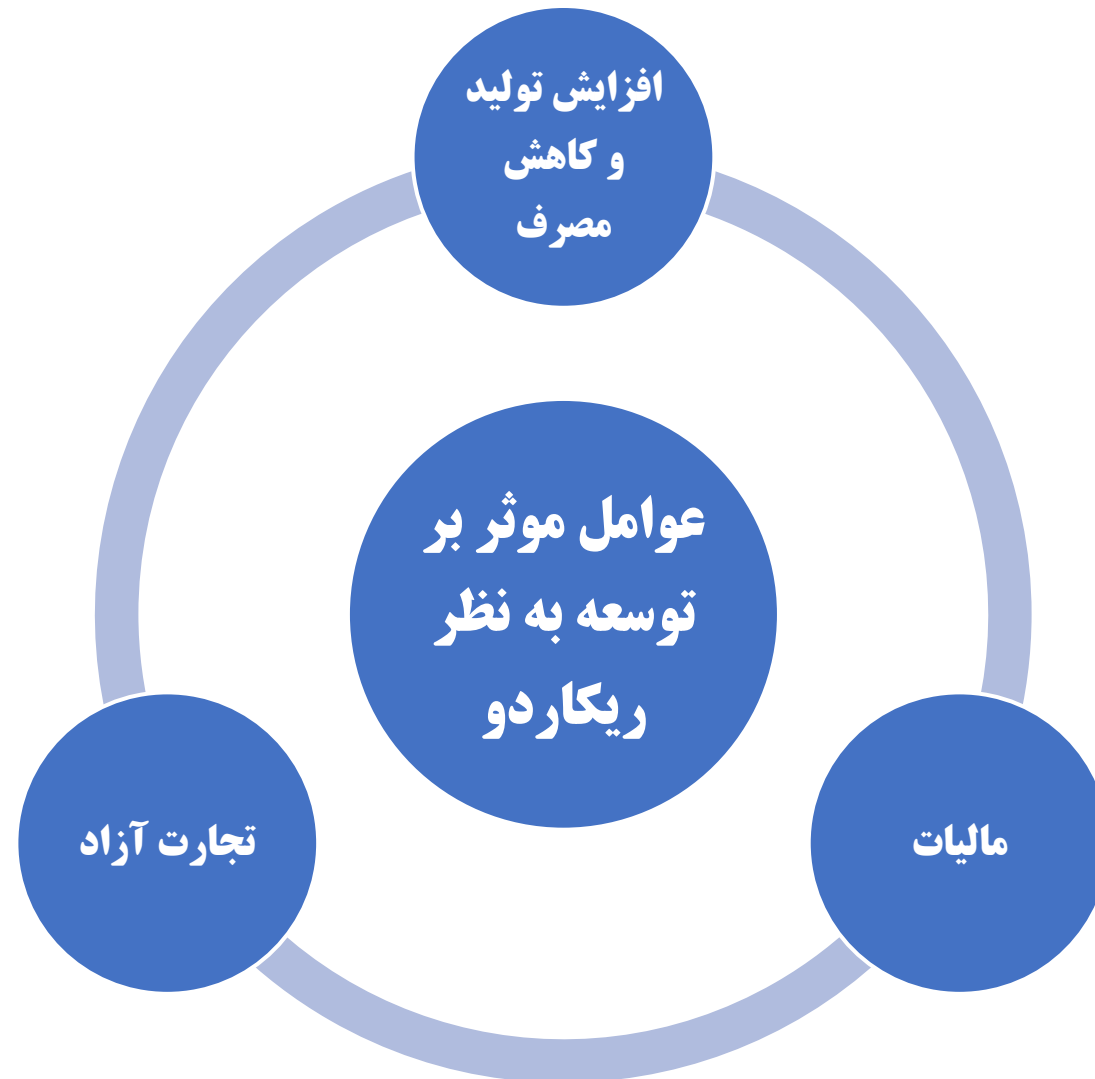 افزایش تولید
و کاهش
مصرف
عوامل موثر بر
توسعه به نظر
ریکاردو
مالیات
تجارت آزاد